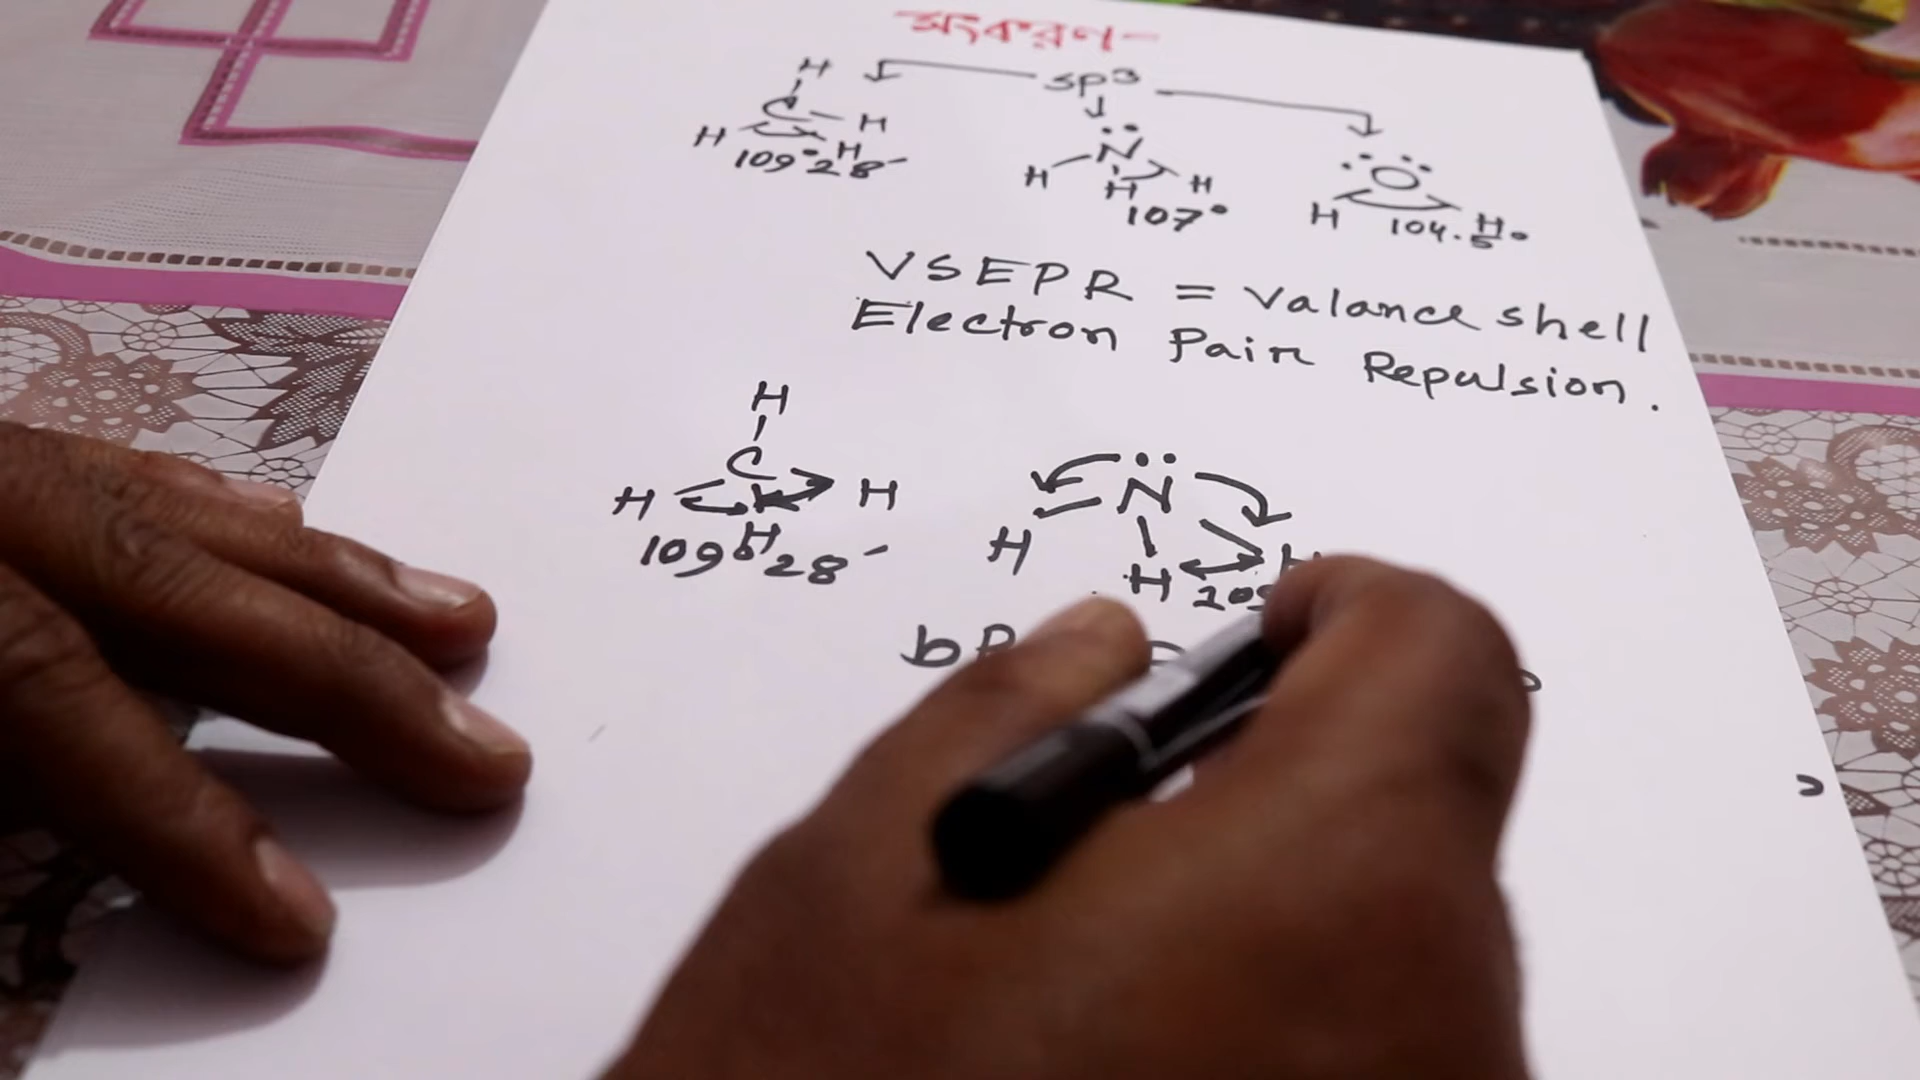 সংকরণ-
sp³
H
C H
H H
109°28′
N
H H H
107°
O
H H
104.5°
VSEPR = Valance shell
Electron Pair Repulsion.
H
C
H H
H
109°28′
N
H
H